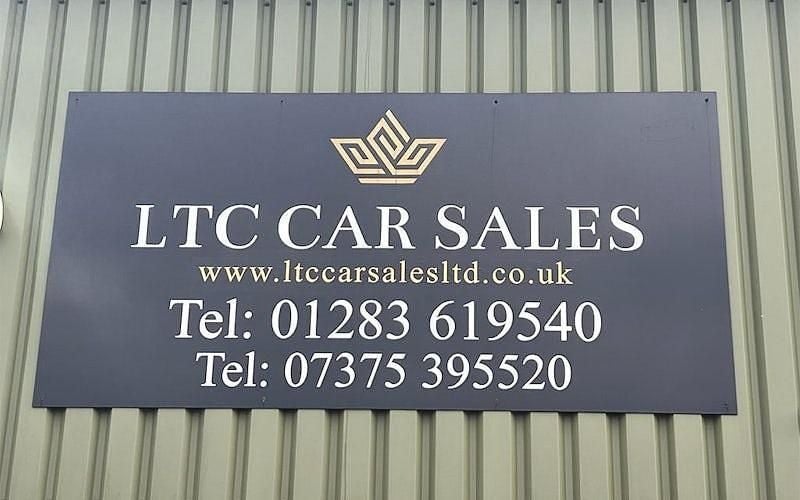 LTC CAR SALES
www.ltccarsalesltd.co.uk
Tel: 01283 619540
Tel: 07375 395520